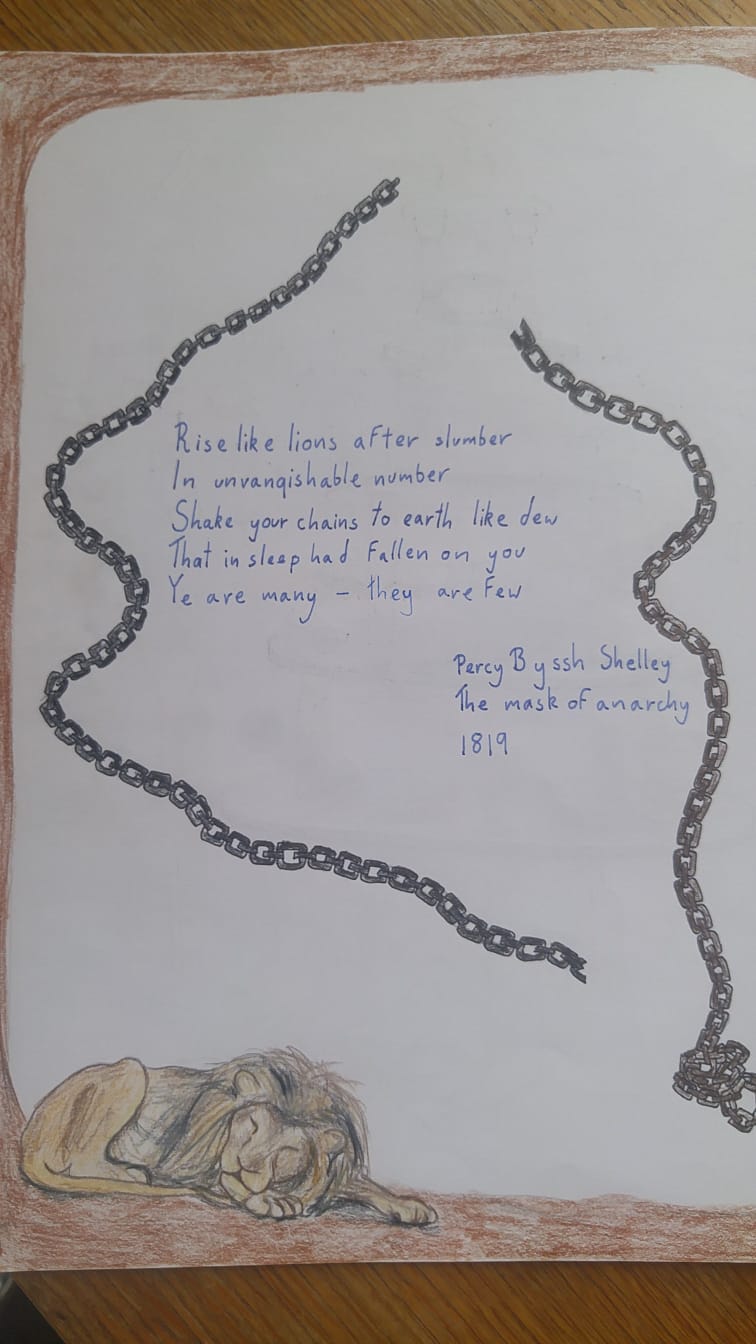 Rise like lions after slumber
In unvanqishable number
Shake your chains to earth like dew
That in sleep had fallen on you
Ye are many – they are few
Percy Byssh Shelley
The mask of anarchy
1819